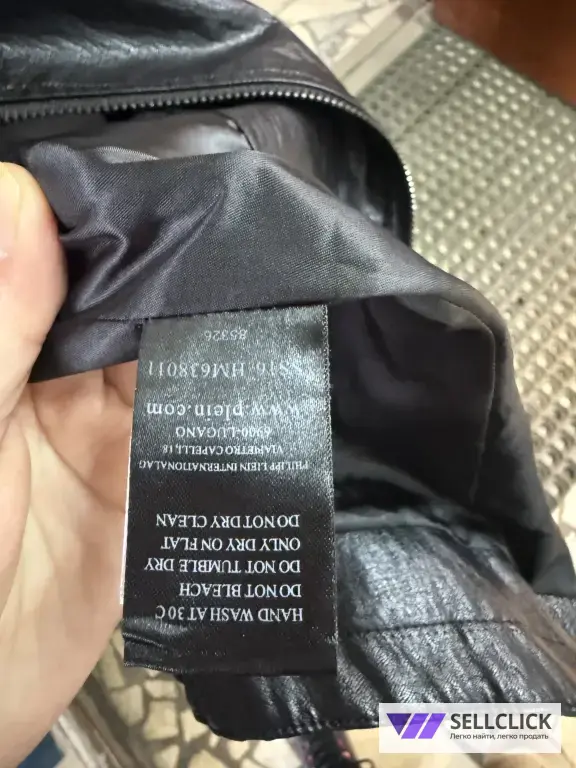 HAND WASH AT 30C
DO NOT BLEACH
DO NOT TUMBLE DRY
ONLY DRY ON FLAT
DO NOT DRY CLEAN
PHILIPP PLEIN INTERNATIONAL AG
VIA PIETRO CAPELLI, 18
6900-LUGANO
www.plein.com
SS16 HM638011
85326
SELLCLICK
Легко найти, легко продать